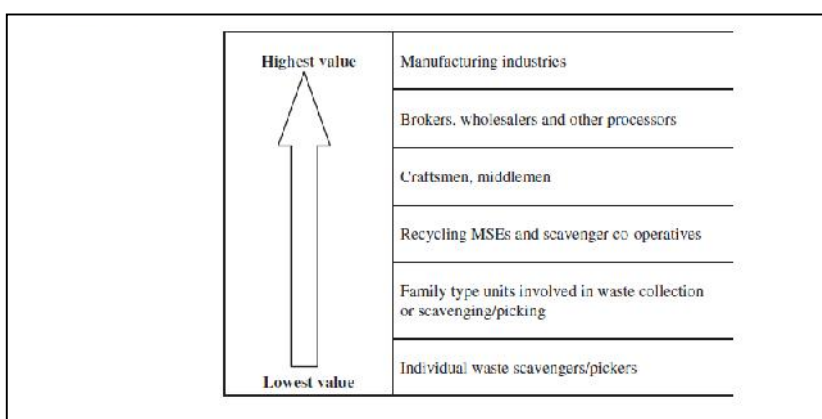 Highest value
Manufacturing industries
Brokers, wholesalers and other processors
Craftsmen, middlemen
Recycling MSEs and scavenger co operatives
Family type units involved in waste collection
or scavenging/picking
Individual waste scavengers/pickers
Lowest value